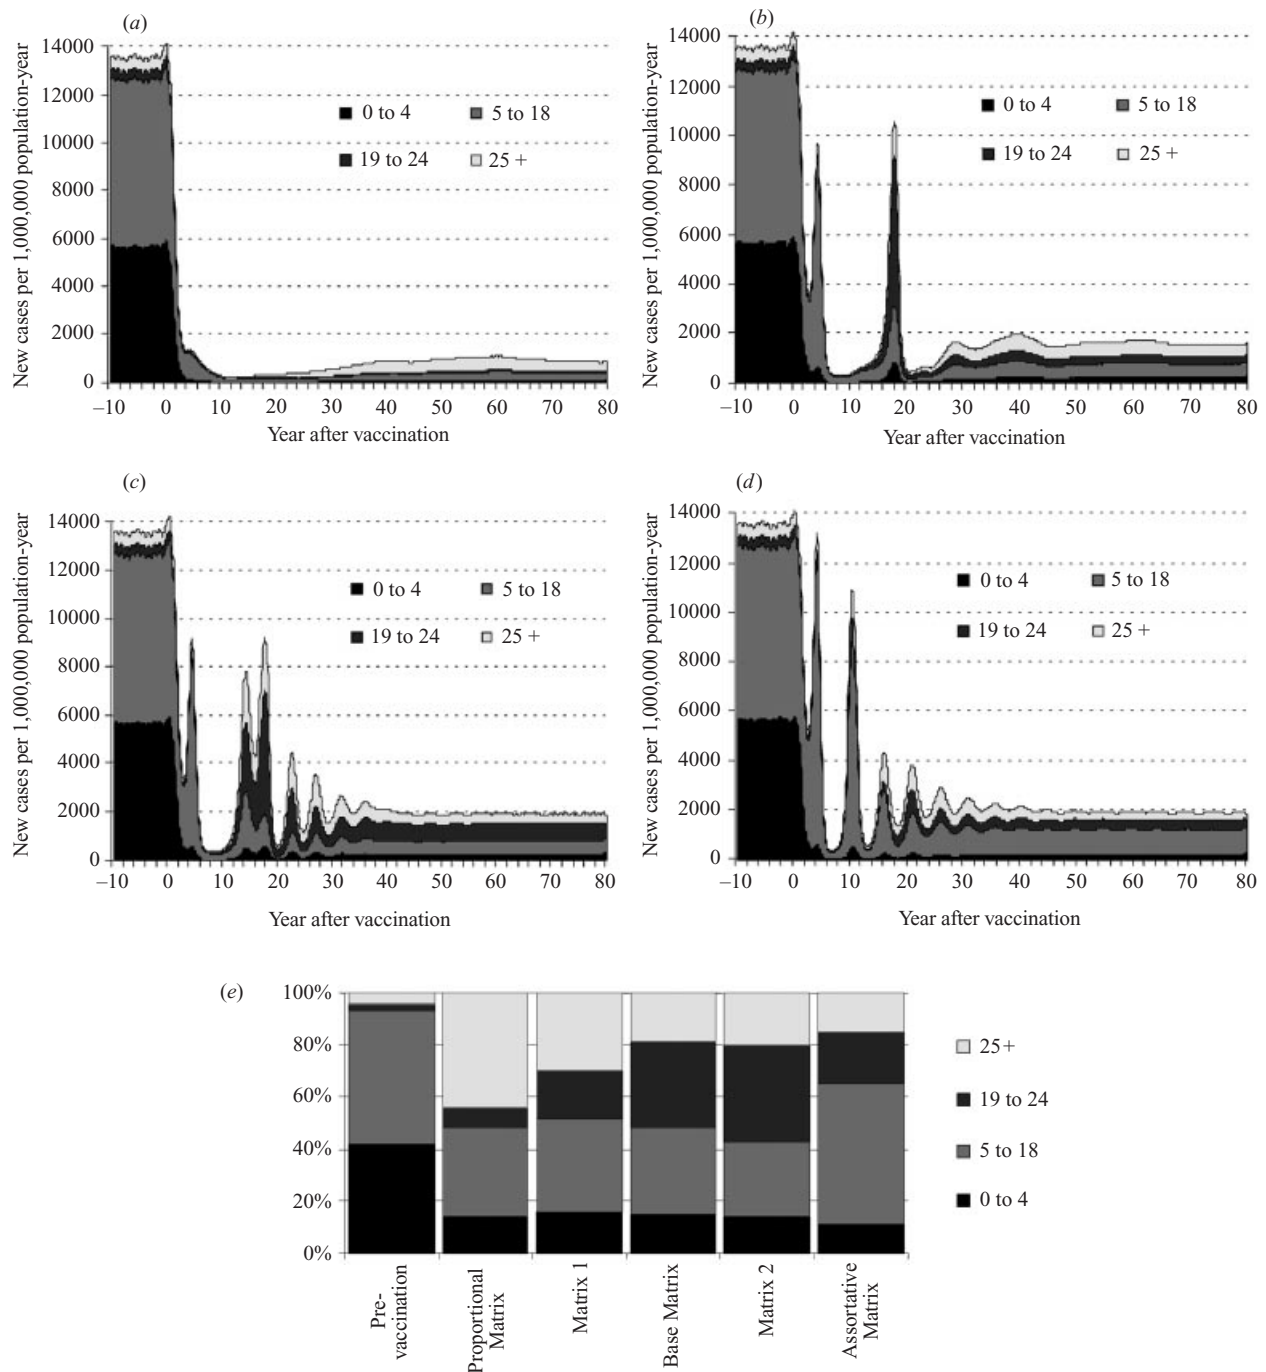 (a)
New cases per 1,000,000 population-year
14000
12000
10000
8000
6000
4000
2000
0
0 to 4
5 to 18
19 to 24
25 +
–10 0 10 20 30 40 50 60 70 80
Year after vaccination
(b)
New cases per 1,000,000 population-year
14000
12000
10000
8000
6000
4000
2000
0
0 to 4
5 to 18
19 to 24
25 +
–10 0 10 20 30 40 50 60 70 80
Year after vaccination
(c)
New cases per 1,000,000 population-year
14000
12000
10000
8000
6000
4000
2000
0
0 to 4
5 to 18
19 to 24
25 +
–10 0 10 20 30 40 50 60 70 80
Year after vaccination
(d)
New cases per 1,000,000 population-year
14000
12000
10000
8000
6000
4000
2000
0
0 to 4
5 to 18
19 to 24
25 +
–10 0 10 20 30 40 50 60 70 80
Year after vaccination
(e)
100%
80%
60%
40%
20%
0%
25+
19 to 24
5 to 18
0 to 4
Pre-
vaccination
Proportional
Matrix
Matrix 1
Base Matrix
Matrix 2
Assortative
Matrix